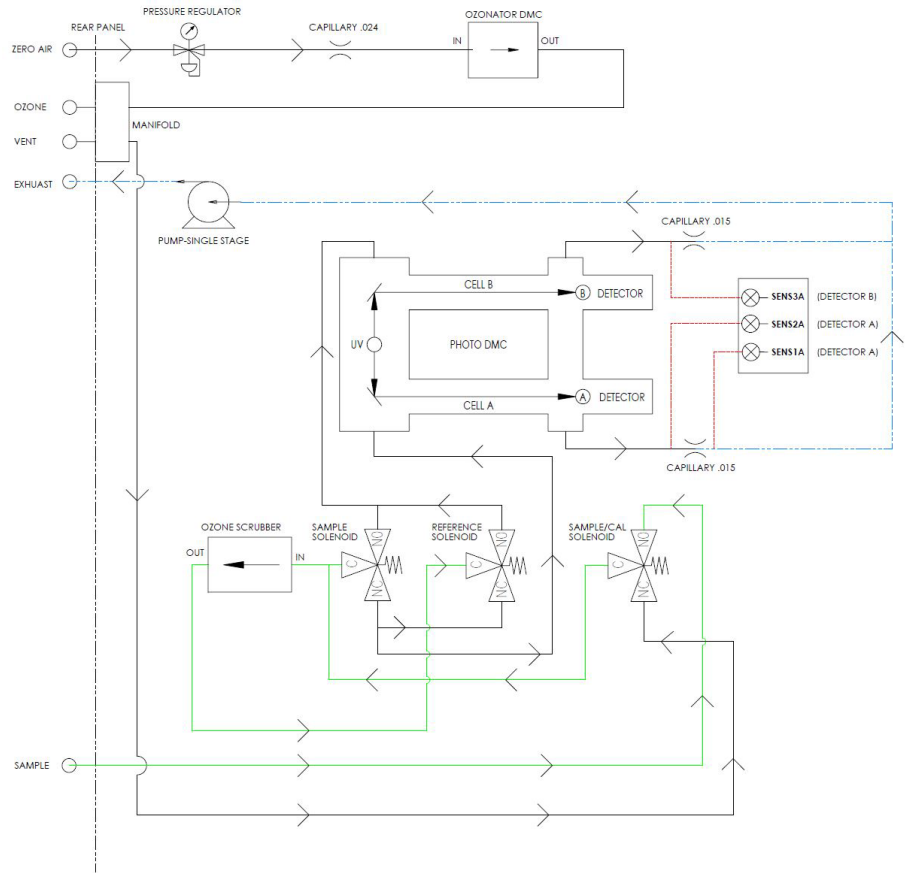 PRESSURE REGULATOR
OZONATOR DMC
REAR PANEL
CAPILLARY .024
ZERO AIR
IN
OUT
OZONE
MANIFOLD
VENT
EXHUAST
PUMP-SINGLE STAGE
CAPILLARY .015
CELL B
B
DETECTOR
SENS3A
(DETECTOR B)
SENS2A
(DETECTOR A)
UV
PHOTO DMC
SENS1A
(DETECTOR A)
A
DETECTOR
CELL A
CAPILLARY .015
OZONE SCRUBBER
SAMPLE
SOLENOID
REFERENCE
SOLENOID
SAMPLE/CAL
SOLENOID
OUT
IN
C
NO
NC
C
NO
NC
C
NO
NC
SAMPLE